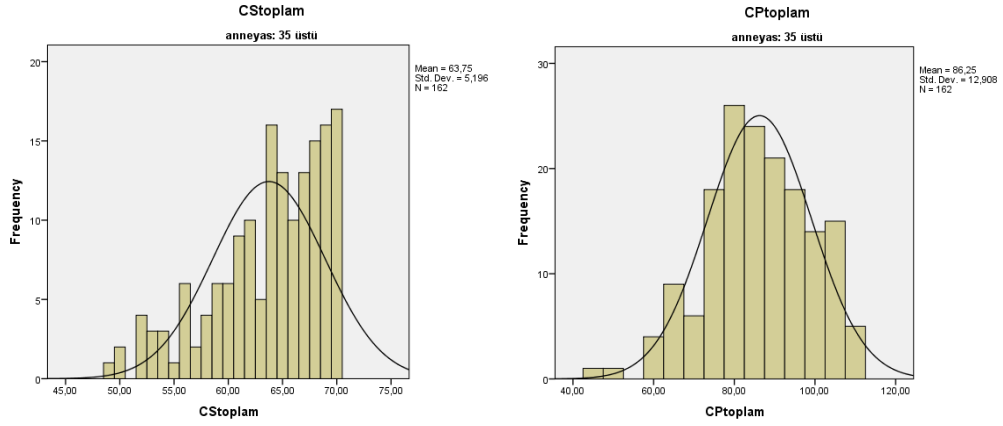 CStoplam
anneyas: 35 üstü
Mean = 63,75
Std. Dev. = 5,196
N = 162
Frequency
20
15
10
5
0
45,00 50,00 55,00 60,00 65,00 70,00 75,00
CStoplam
CPtoplam
anneyas: 35 üstü
Mean = 86,25
Std. Dev. = 12,908
N = 162
Frequency
30
20
10
0
40,00 60,00 80,00 100,00 120,00
CPtoplam